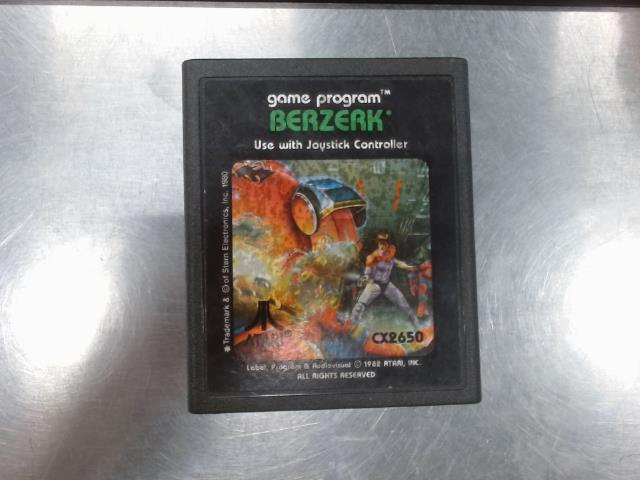 game program™
BERZERK*
Use with Joystick Controller
* Trademark & © of Stern Electronics, Inc. 1980
ATARI®
CX2650
Label, Program & Audiovisual © 1982 ATARI, INC.
ALL RIGHTS RESERVED